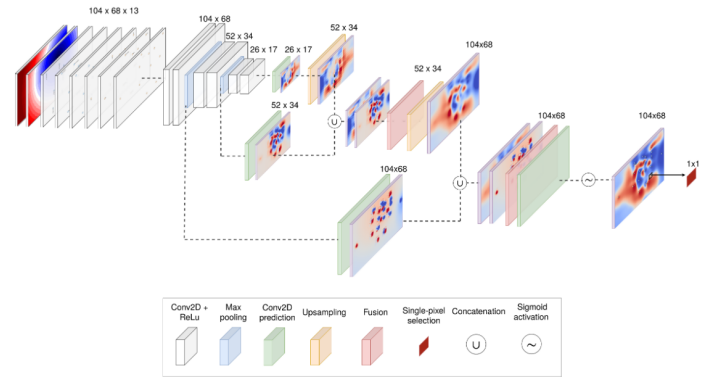 104 x 68 x 13
104 x 68
52 x 34
26 x 17
26 x 17
52 x 34
104x68
52 x 34
52 x 34
∪
104x68
∪
104x68
~
104x68
1x1
Conv2D +
ReLu
Max
pooling
Conv2D
prediction
Upsampling
Fusion
Single-pixel
selection
Concatenation
Sigmoid
activation
∪
~